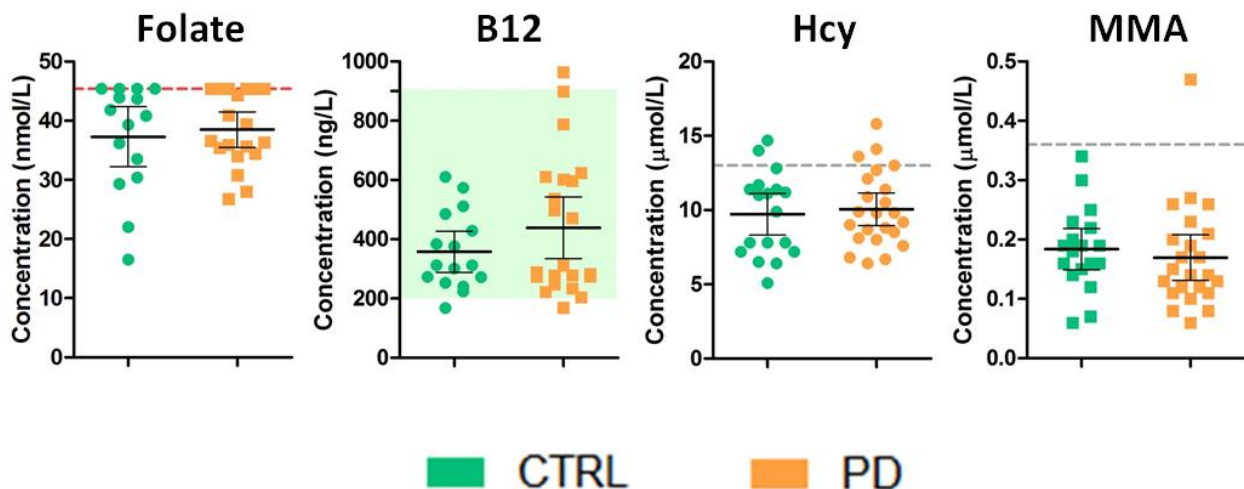 Folate
B12
Hcy
MMA
Concentration (nmol/L)
50
40
30
20
10
0
Concentration (ng/L)
1000
800
600
400
200
0
Concentration (μmol/L)
20
15
10
5
0
Concentration (μmol/L)
0.5
0.4
0.3
0.2
0.1
0.0
CTRL
PD